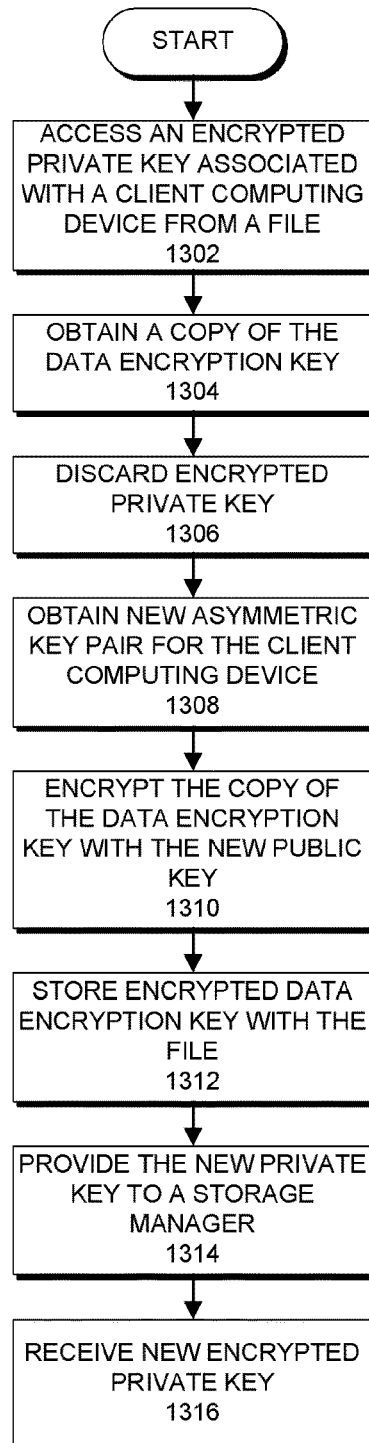 START
ACCESS AN ENCRYPTED
PRIVATE KEY ASSOCIATED
WITH A CLIENT COMPUTING
DEVICE FROM A FILE
1302
OBTAIN A COPY OF THE
DATA ENCRYPTION KEY
1304
DISCARD ENCRYPTED
PRIVATE KEY
1306
OBTAIN NEW ASYMMETRIC
KEY PAIR FOR THE CLIENT
COMPUTING DEVICE
1308
ENCRYPT THE COPY OF
THE DATA ENCRYPTION
KEY WITH THE NEW PUBLIC
KEY
1310
STORE ENCRYPTED DATA
ENCRYPTION KEY WITH THE
FILE
1312
PROVIDE THE NEW PRIVATE
KEY TO A STORAGE
MANAGER
1314
RECEIVE NEW ENCRYPTED
PRIVATE KEY
1316